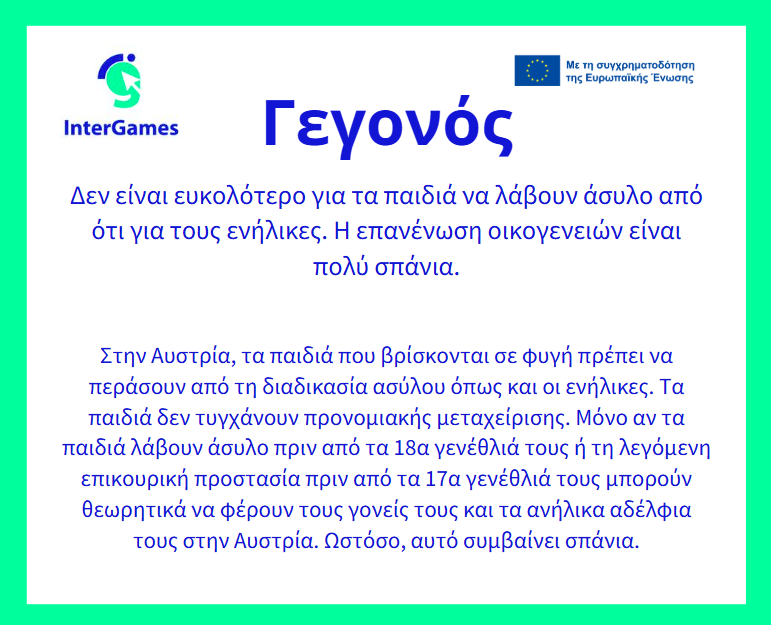 InterGames
Με τη συγχρηματοδότηση
της Ευρωπαϊκής Ένωσης
Γεγονός
Δεν είναι ευκολότερο για τα παιδιά να λάβουν άσυλο από
ότι για τους ενήλικες. Η επανένωση οικογενειών είναι
πολύ σπάνια.
Στην Αυστρία, τα παιδιά που βρίσκονται σε φυγή πρέπει να
περάσουν από τη διαδικασία ασύλου όπως και οι ενήλικες. Τα
παιδιά δεν τυγχάνουν προνομιακής μεταχείρισης. Μόνο αν τα
παιδιά λάβουν άσυλο πριν από τα 18α γενέθλιά τους ή τη λεγόμενη
επικουρική προστασία πριν από τα 17α γενέθλιά τους μπορούν
θεωρητικά να φέρουν τους γονείς τους και τα ανήλικα αδέλφια
τους στην Αυστρία. Ωστόσο, αυτό συμβαίνει σπάνια.